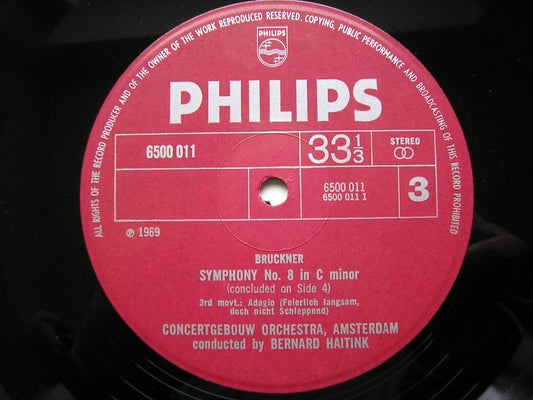 ALL RIGHTS OF THE RECORD PRODUCER AND OF THE OWNER OF THE WORK REPRODUCED RESERVED. COPYING, PUBLIC PERFORMANCE AND BROADCASTING OF THIS RECORD PROHIBITED
PHILIPS
PHILIPS
6500 011
33 1/3
STEREO
6500 011
6500 011 1
3
℗ 1969
BRUCKNER
SYMPHONY No. 8 in C minor
(concluded on Side 4)
3rd movt.: Adagio (Feierlich langsam,
doch nicht Schleppend)
CONCERTGEBOUW ORCHESTRA, AMSTERDAM
conducted by BERNARD HAITINK